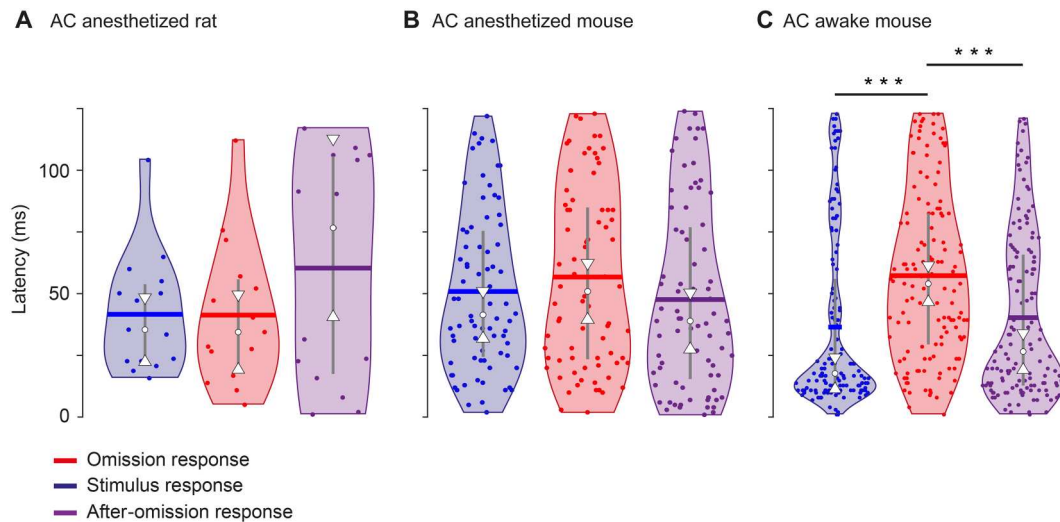 A AC anesthetized rat
B AC anesthetized mouse
C AC awake mouse
* * *
* * *
Latency (ms)
100
50
0
Omission response
Stimulus response
After-omission response